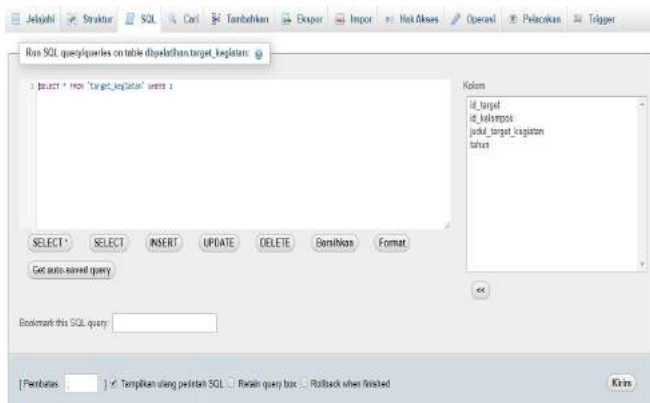 Jelajahi Struktur SQL Cari Tambahkan Ekspor Impor Hak Akses Operasi Pelacakan Trigger
Run SQL query/queries on table dbpelatihan.target_kegiatan:
1 SELECT * FROM `target_kegiatan` WHERE 1
Kolom
id_target
id_kelompok
judul_target_kegiatan
tahun
SELECT * SELECT INSERT UPDATE DELETE Bersihkan Format
Get auto-saved query
<<
Bookmark this SQL query:
[ Pembatas ; ] Tampilkan ulang perintah SQL Retain query box Rollback when finished Kirim